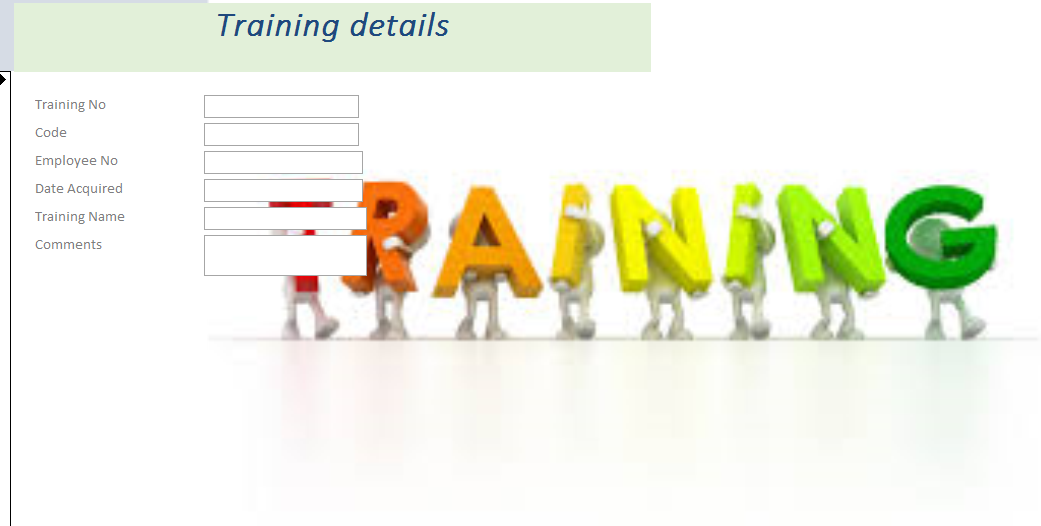 Training details
Training No
Code
Employee No
Date Acquired
Training Name
Comments
TRAINING